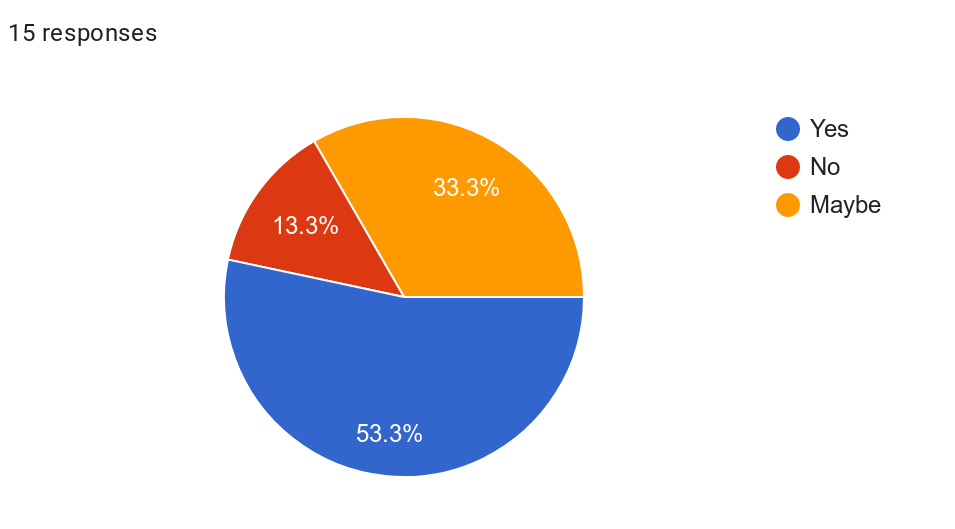 15 responses
33.3%
13.3%
53.3%
Yes
No
Maybe